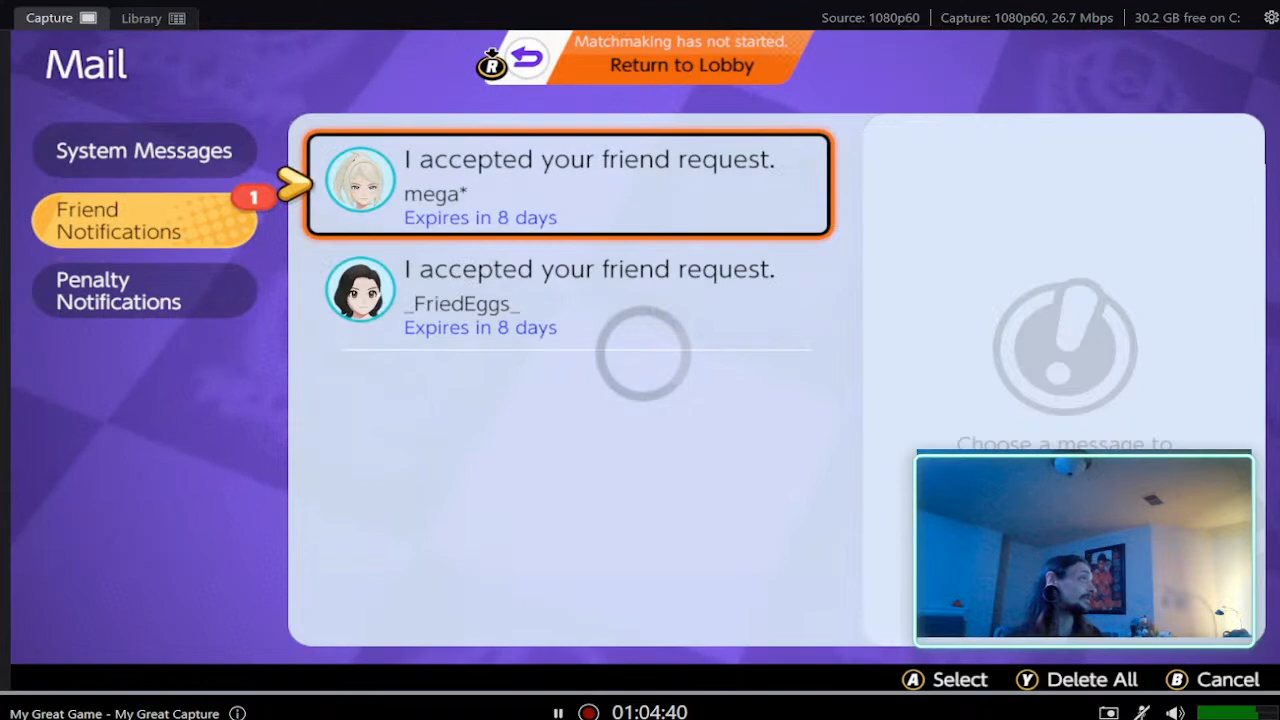 Capture
Library
Source: 1080p60
Capture: 1080p60, 26.7 Mbps
30.2 GB free on C:
Mail
R
Matchmaking has not started.
Return to Lobby
System Messages
1
Friend
Notifications
Penalty
Notifications
I accepted your friend request.
mega*
Expires in 8 days
I accepted your friend request.
_FriedEggs_
Expires in 8 days
Choose a message to
A Select
Y Delete All
B Cancel
My Great Game - My Great Capture
01:04:40